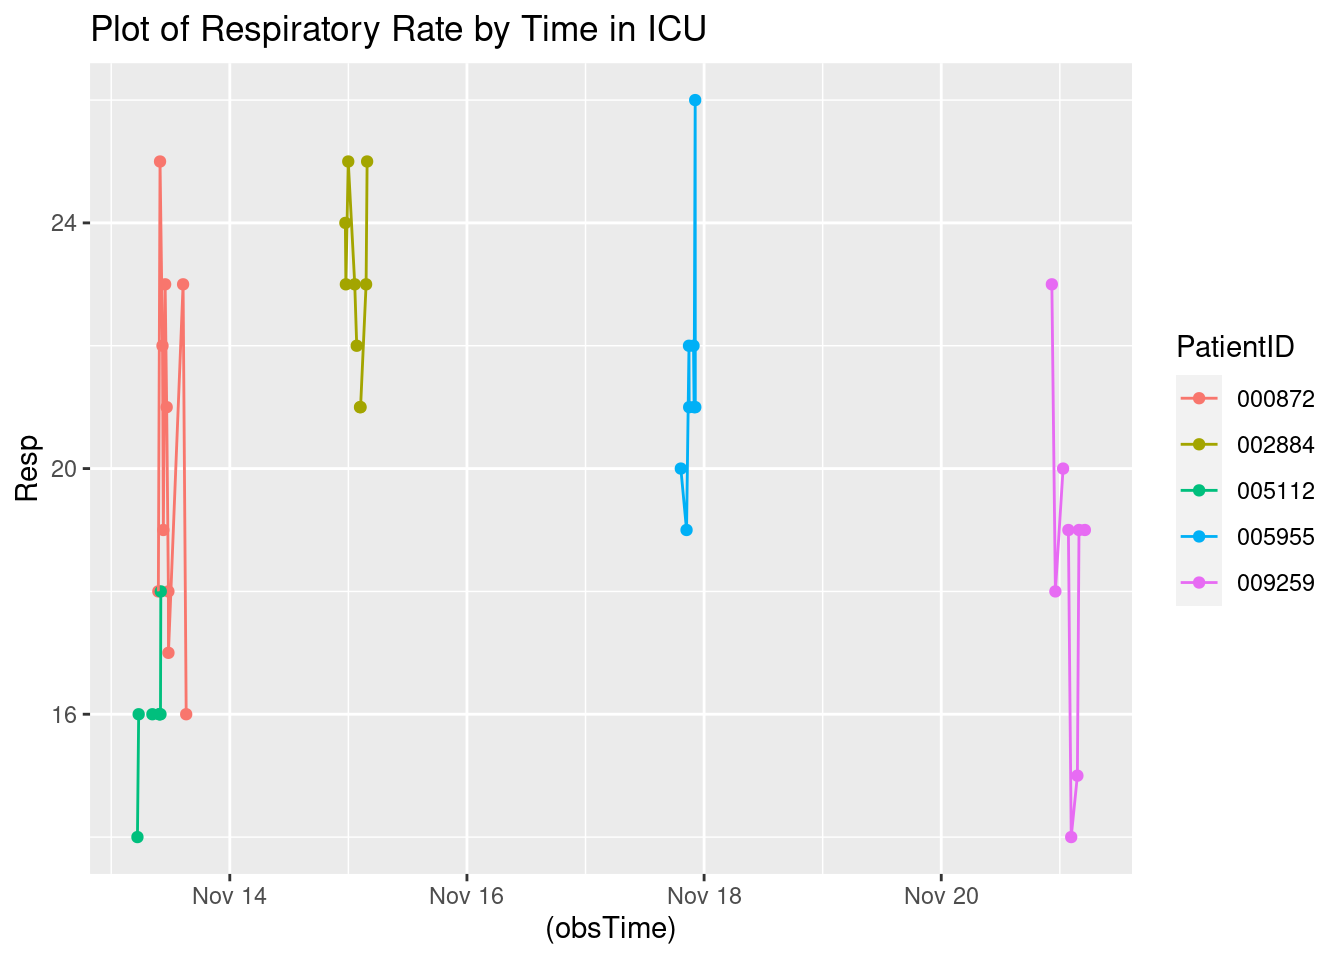 Plot of Respiratory Rate by Time in ICU
24
20
16
Resp
Nov 14
Nov 16
Nov 18
Nov 20
(obsTime)
PatientID
000872
002884
005112
005955
009259